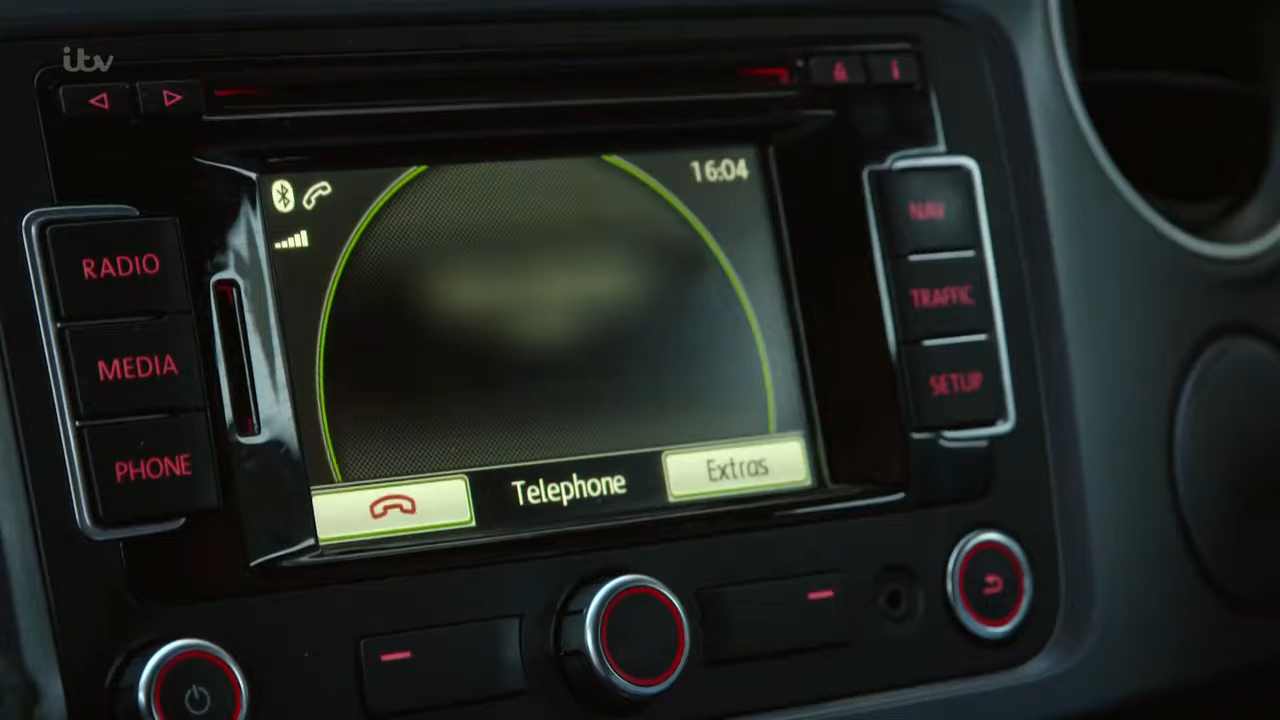 itv
16:04
RADIO
NAV
MEDIA
TRAFFIC
PHONE
SETUP
Telephone
Extras